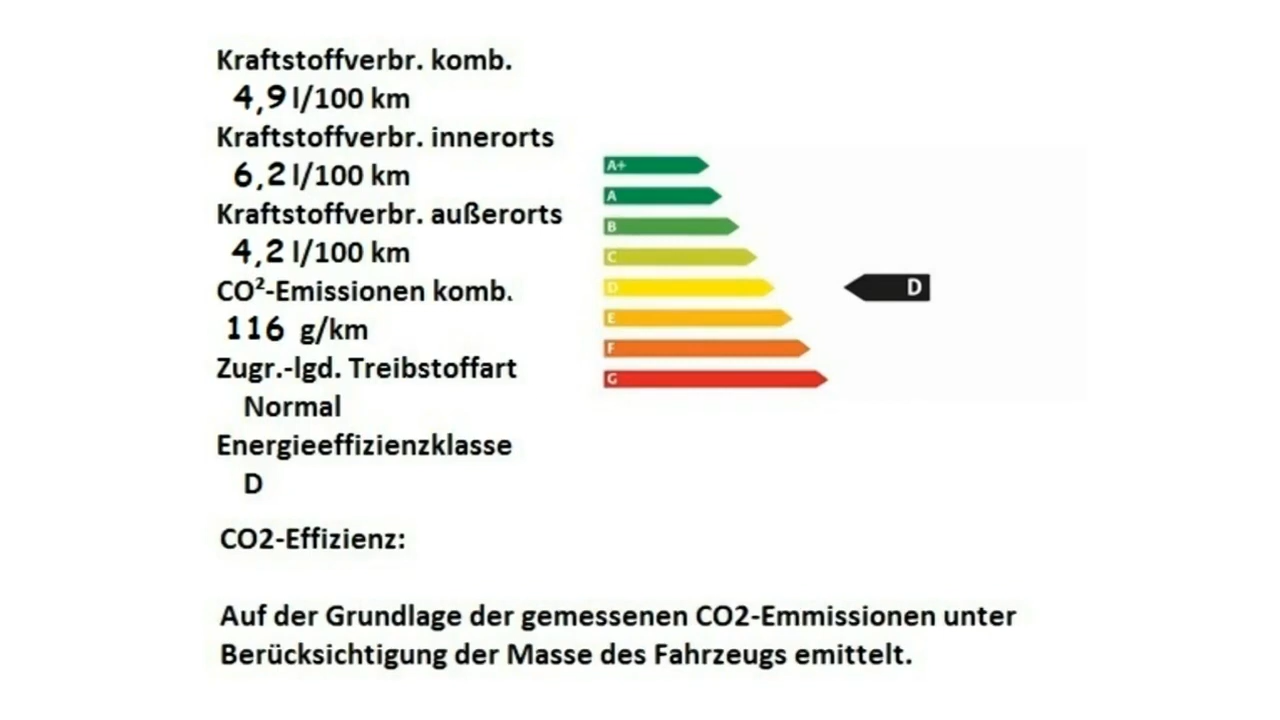 Kraftstoffverbr. komb.
4,9 l/100 km
Kraftstoffverbr. innerorts
6,2 l/100 km
Kraftstoffverbr. außerorts
4,2 l/100 km
CO²-Emissionen komb.
116 g/km
Zugr.-lgd. Treibstoffart
Normal
Energieeffizienzklasse
D
A+
A
B
C
D
D
E
F
G
CO2-Effizienz:
Auf der Grundlage der gemessenen CO2-Emmissionen unter
Berücksichtigung der Masse des Fahrzeugs emittelt.